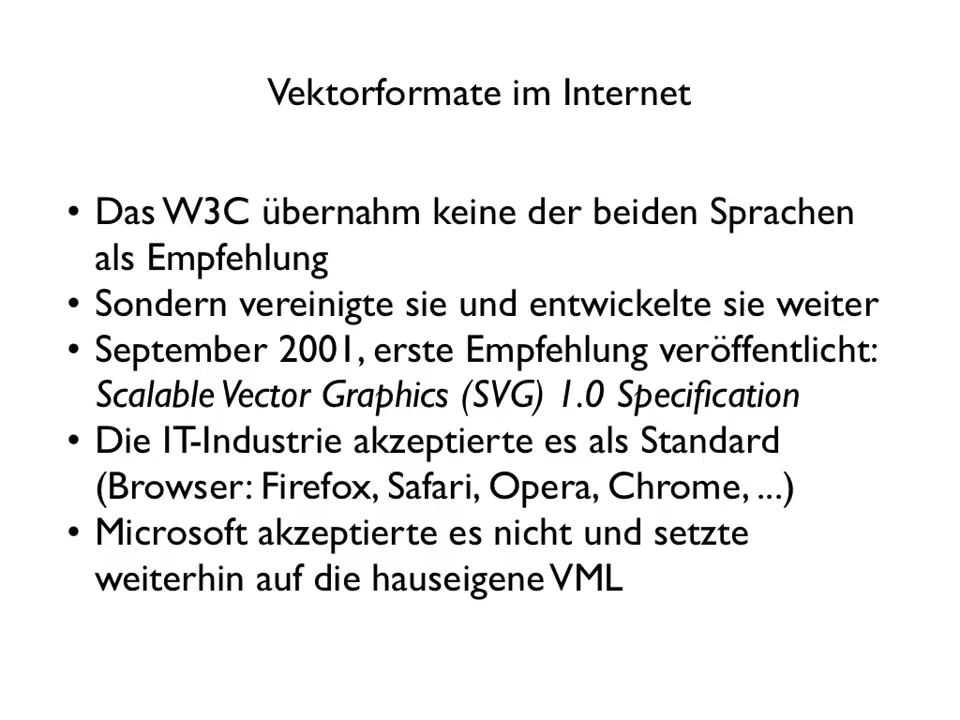 Vektorformate im Internet
• Das W3C übernahm keine der beiden Sprachen
als Empfehlung
• Sondern vereinigte sie und entwickelte sie weiter
• September 2001, erste Empfehlung veröffentlicht:
Scalable Vector Graphics (SVG) 1.0 Specification
• Die IT-Industrie akzeptierte es als Standard
(Browser: Firefox, Safari, Opera, Chrome, ...)
• Microsoft akzeptierte es nicht und setzte
weiterhin auf die hauseigene VML